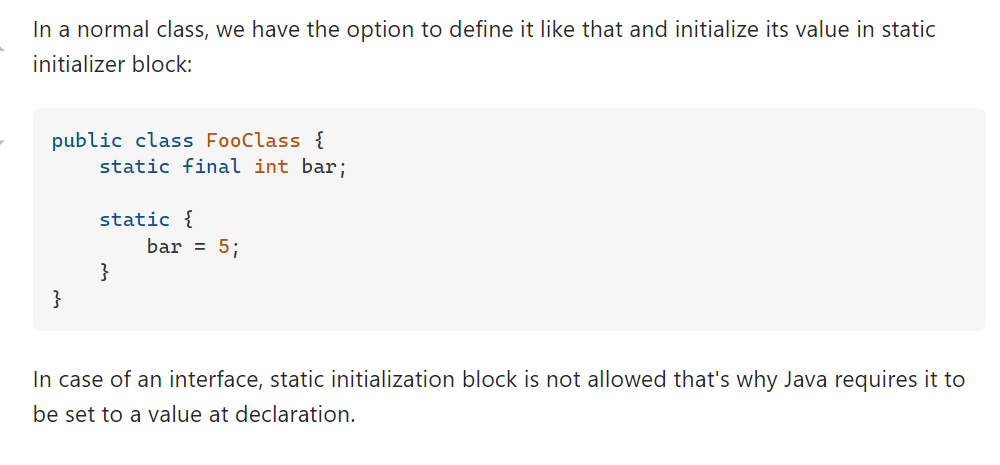 In a normal class, we have the option to define it like that and initialize its value in static
initializer block:
public class FooClass {
    static final int bar;

    static {
        bar = 5;
    }
}
In case of an interface, static initialization block is not allowed that's why Java requires it to
be set to a value at declaration.